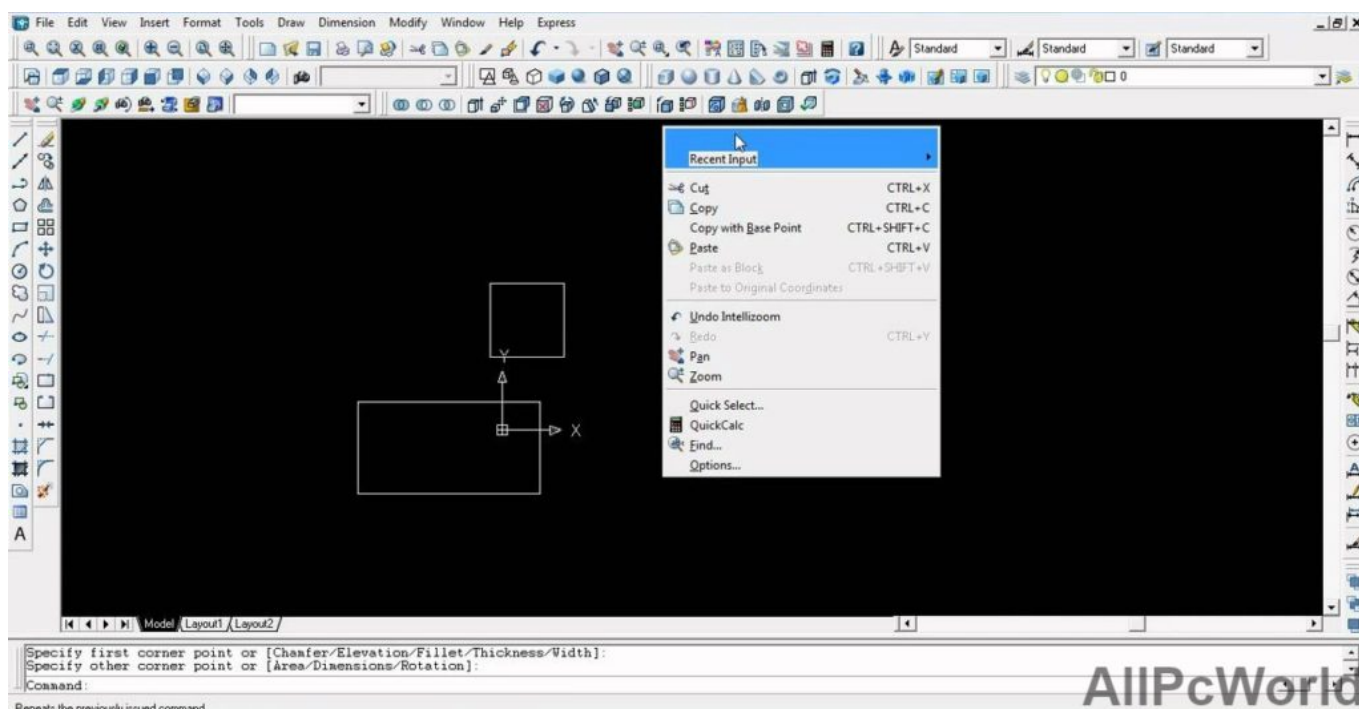 File Edit View Insert Format Tools Draw Dimension Modify Window Help Express
Standard Standard Standard
0
Recent Input
Cut CTRL+X
Copy CTRL+C
Copy with Base Point CTRL+SHIFT+C
Paste CTRL+V
Paste as Block CTRL+SHIFT+V
Paste to Original Coordinates
Undo Intellizoom
Redo CTRL+Y
Pan
Zoom
Quick Select...
QuickCalc
Find...
Options...
Y
X
A
Model Layout1 Layout2
Specify first corner point or [Chamfer/Elevation/Fillet/Thickness/Width]:
Specify other corner point or [Area/Dimensions/Rotation]:
Command:
AllPcWorld
Repeats the previously issued command